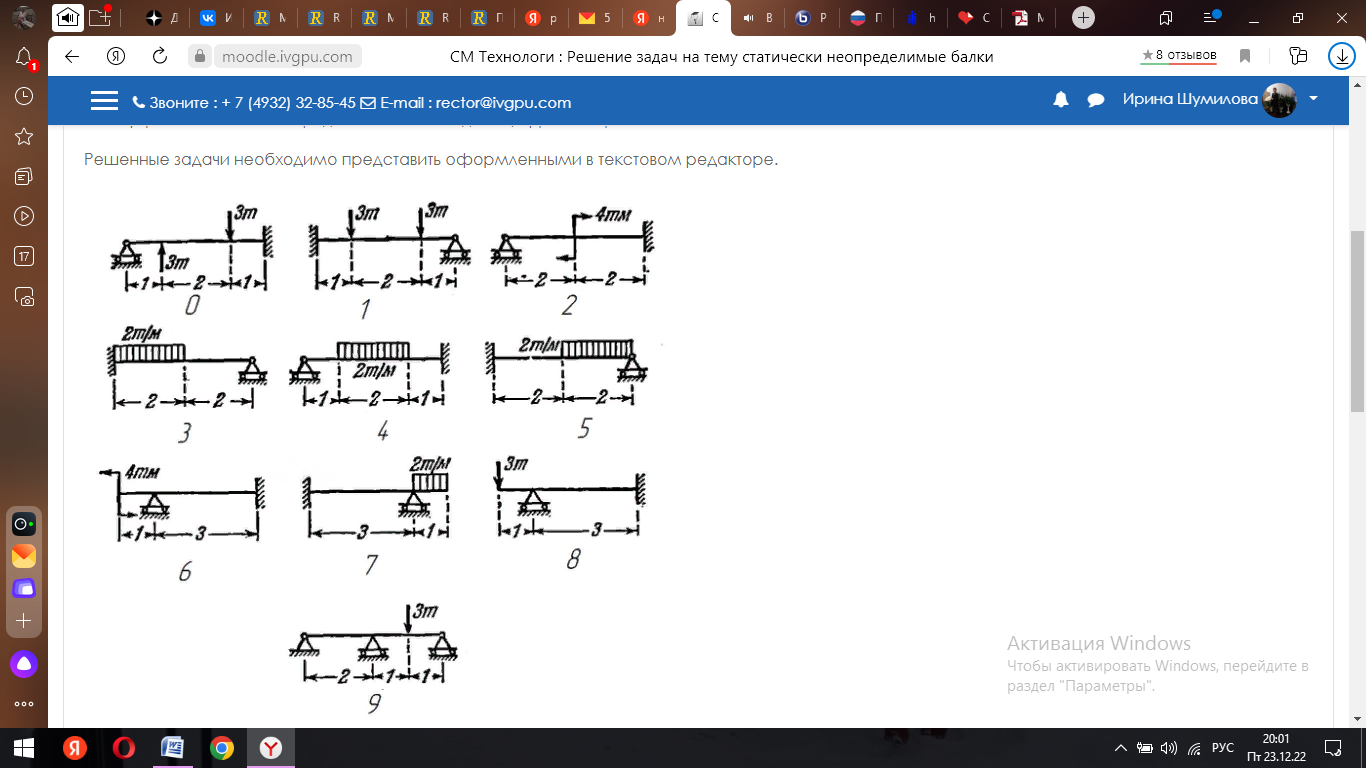 Д
И
М
R
М
R
П
р
5
н
С
В
Р
П
h
С
М
1
moodle.ivgpu.com
СМ Технологи : Решение задач на тему статически неопределимые балки
★ 8 отзывов
Звоните : + 7 (4932) 32-85-45 E-mail : rector@ivgpu.com
Ирина Шумилова
Решенные задачи необходимо представить оформленными в текстовом редакторе.
3т
3т
1 2 1
0
3т 3т
1 2 1
1
4тм
2 2
2
2т/м
2 2
3
2т/м
1 2 1
4
2т/м
2 2
5
4тм
1 3
6
2т/м
3 1
7
3т
1 3
8
3т
2 1 1
9
17
Активация Windows
Чтобы активировать Windows, перейдите в
раздел "Параметры".
РУС
20:01
Пт 23.12.22